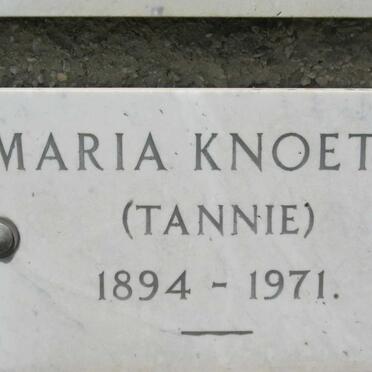 MARIA KNOET
(TANNIE)
1894 - 1971.